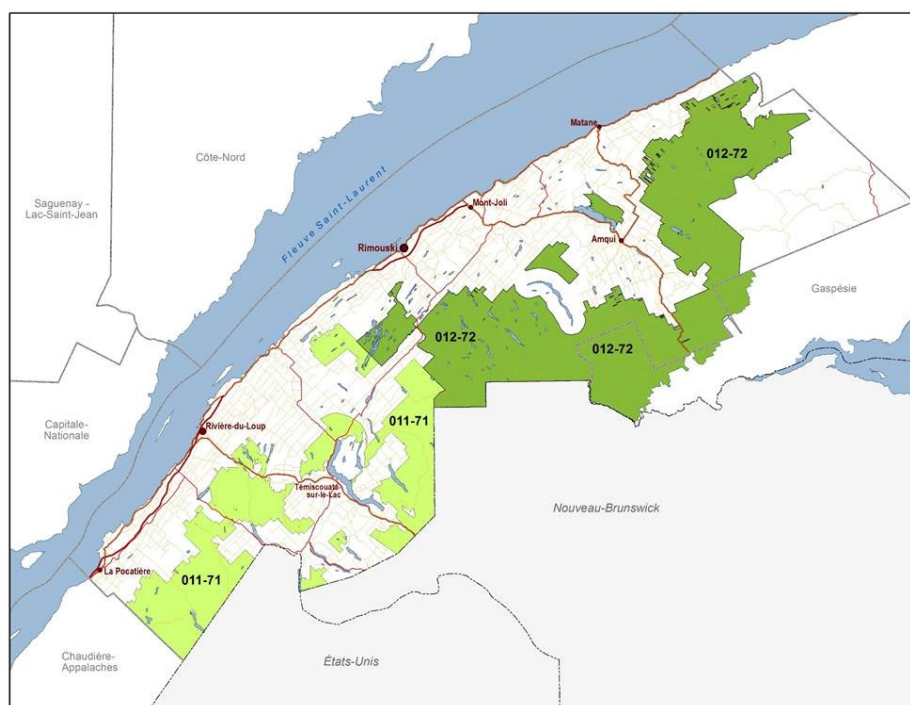 Matane
012-72
Côte-Nord
Fleuve Saint-Laurent
Saguenay -
Lac-Saint-Jean
Mont-Joli
Rimouski
Amqui
Gaspésie
012-72
012-72
011-71
Capitale-
Nationale
Rivière-du-Loup
Témiscouata-
sur-le-Lac
Nouveau-Brunswick
La Pocatière
011-71
Chaudière-
Appalaches
États-Unis